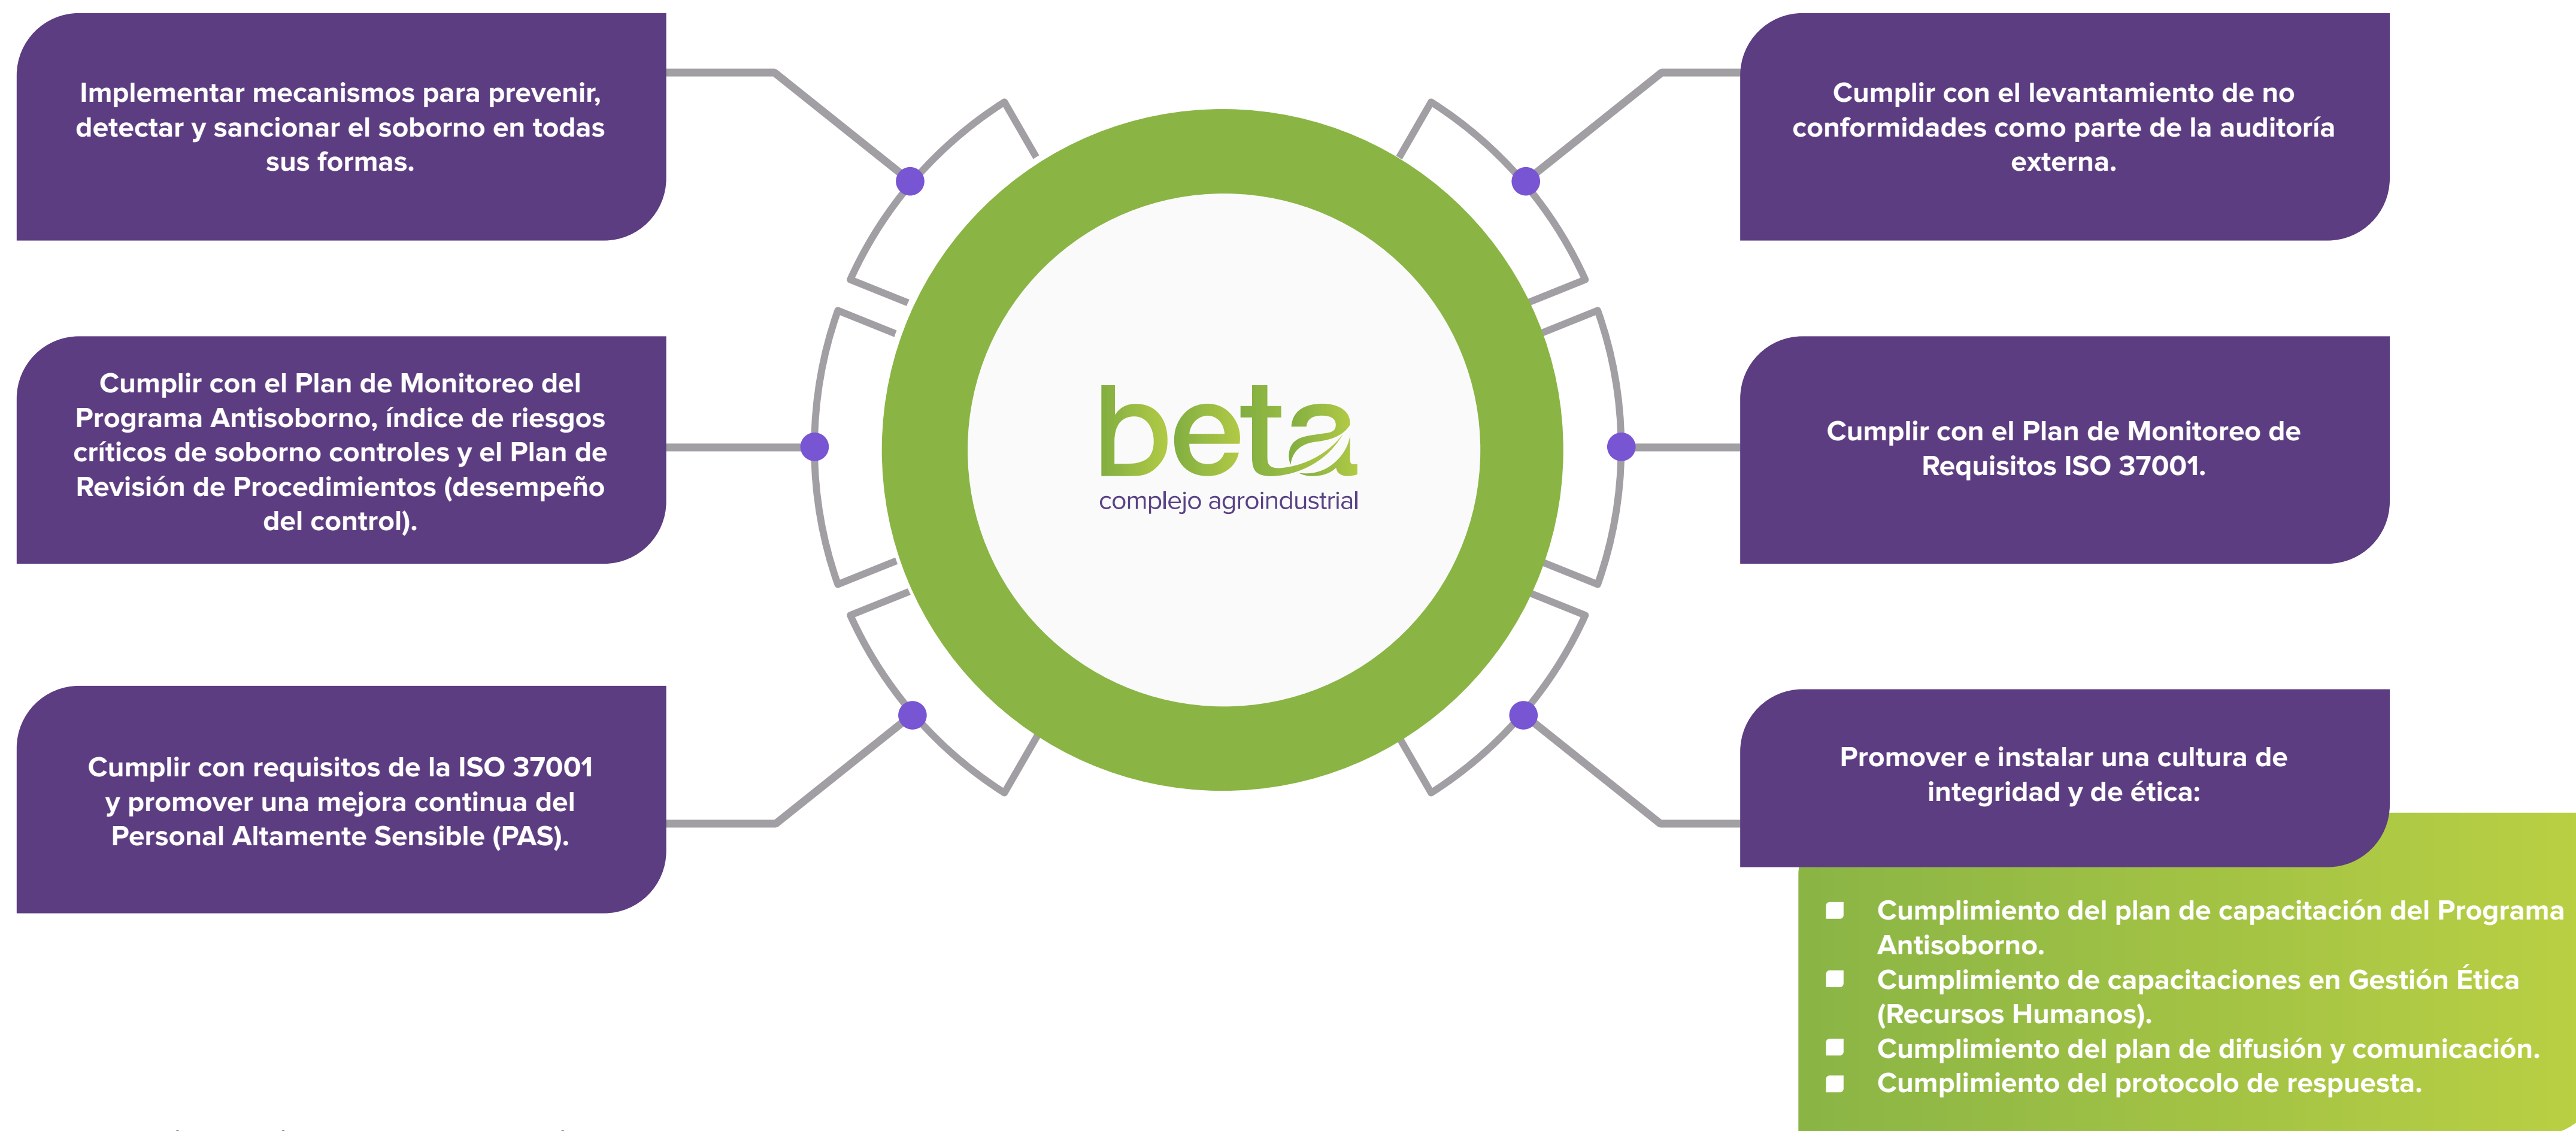 Implementar mecanismos para prevenir,
detectar y sancionar el soborno en todas
sus formas.
Cumplir con el Plan de Monitoreo del
Programa Antisoborno, índice de riesgos
críticos de soborno controles y el Plan de
Revisión de Procedimientos (desempeño
del control).
Cumplir con requisitos de la ISO 37001
y promover una mejora continua del
Personal Altamente Sensible (PAS).
beta
complejo agroindustrial
Cumplir con el levantamiento de no
conformidades como parte de la auditoría
externa.
Cumplir con el Plan de Monitoreo de
Requisitos ISO 37001.
Promover e instalar una cultura de
integridad y de ética:
Cumplimiento del plan de capacitación del Programa
Antisoborno.
Cumplimiento de capacitaciones en Gestión Ética
(Recursos Humanos).
Cumplimiento del plan de difusión y comunicación.
Cumplimiento del protocolo de respuesta.